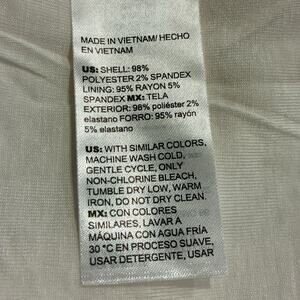 MADE IN VIETNAM/ HECHO
EN VIETNAM
US: SHELL: 98%
POLYESTER 2% SPANDEX
LINING: 95% RAYON 5%
SPANDEX MX: TELA
EXTERIOR: 98% poliéster 2%
elastano FORRO: 95% rayón
5% elastano
US: WITH SIMILAR COLORS,
MACHINE WASH COLD,
GENTLE CYCLE, ONLY
NON-CHLORINE BLEACH,
TUMBLE DRY LOW, WARM
IRON, DO NOT DRY CLEAN.
MX: CON COLORES
SIMILARES, LAVAR A
MÁQUINA CON AGUA FRÍA
30 °C EN PROCESO SUAVE,
USAR DETERGENTE, USAR